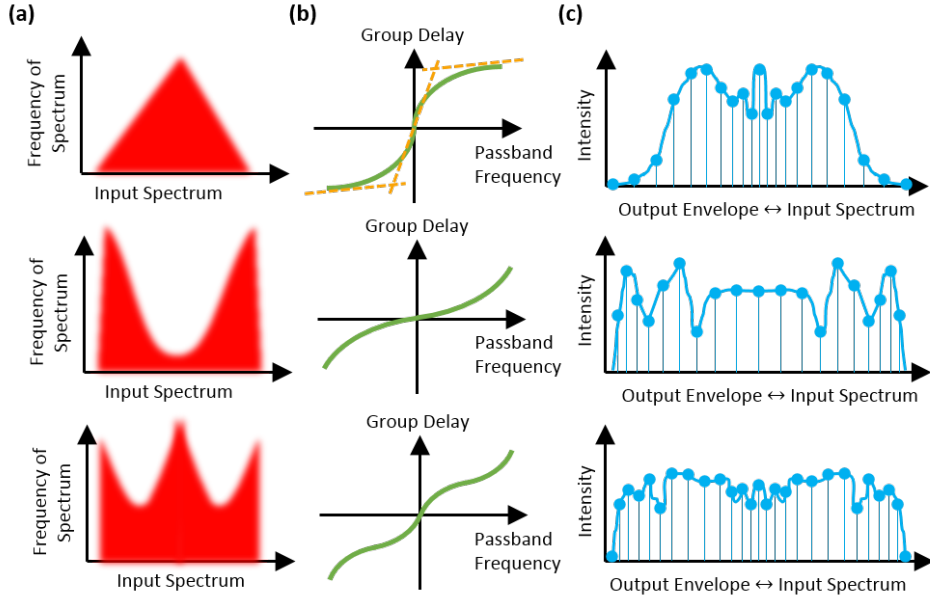 (a)
(b)
(c)
Frequency of
Spectrum
Input Spectrum
Group Delay
Passband
Frequency
Intensity
Output Envelope ↔ Input Spectrum
Frequency of
Spectrum
Input Spectrum
Group Delay
Passband
Frequency
Intensity
Output Envelope ↔ Input Spectrum
Frequency of
Spectrum
Input Spectrum
Group Delay
Passband
Frequency
Intensity
Output Envelope ↔ Input Spectrum